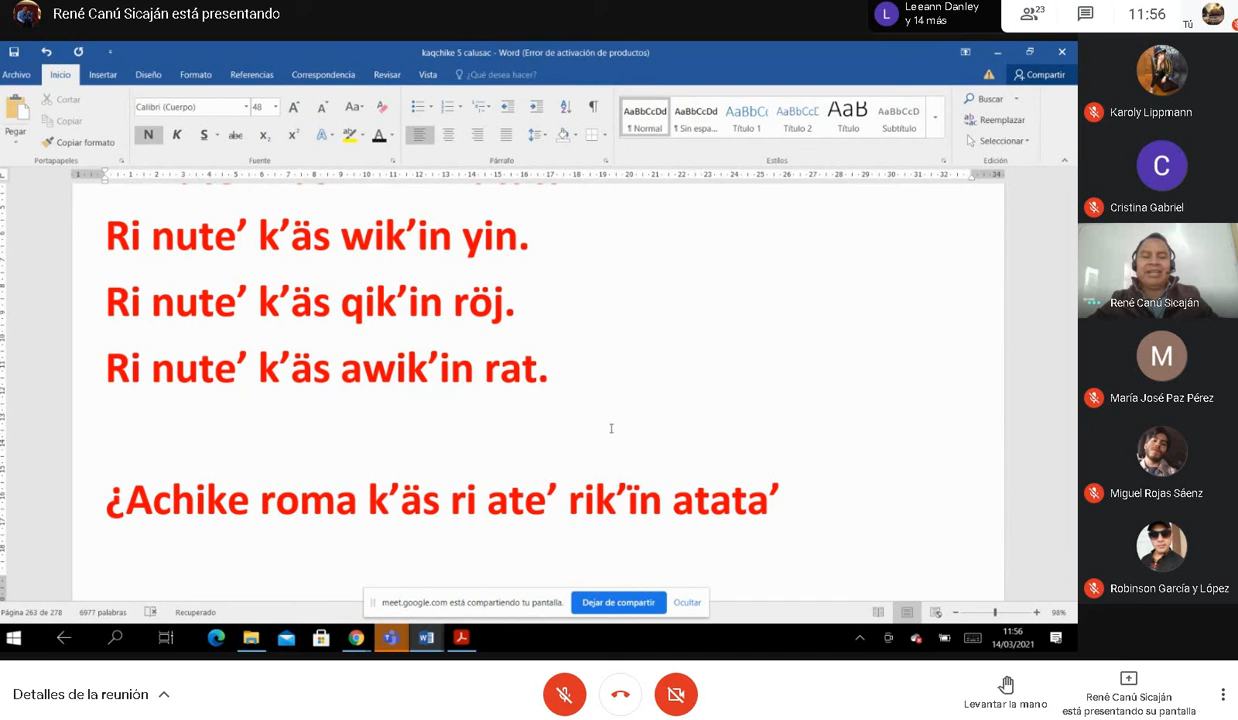 René Canú Sicaján está presentando
Leeann Danley
y 14 más
23
11:56
Tú
kaqchike 5 calusac - Word (Error de activación de productos)
Archivo Inicio Insertar Diseño Formato Referencias Correspondencia Revisar Vista ¿Qué desea hacer? Compartir
Pegar
Cortar
Copiar
Copiar formato
Portapapeles
Calibri (Cuerpo) 48
Fuente
Párrafo
AaBbCcDd AaBbCcDd AaBbCc AaBbCcC AaB AaBbCcD
¶ Normal ¶ Sin espa... Título 1 Título 2 Título Subtítulo
Estilos
Buscar
Reemplazar
Seleccionar
Edición
Ri nute’ k’äs wik’in yin.
Ri nute’ k’äs qik’in röj.
Ri nute’ k’äs awik’in rat.
¿Achike roma k’äs ri ate’ rik’ïn atata’
meet.google.com está compartiendo tu pantalla. Dejar de compartir Ocultar
Página 263 de 278 6977 palabras Recuperado 98%
11:56
14/03/2021
Karoly Lippmann
C
Cristina Gabriel
René Canú Sicaján
M
María José Paz Pérez
Miguel Rojas Sáenz
Robinson García y López
Detalles de la reunión
Levantar la mano
René Canú Sicaján
está presentando su pantalla